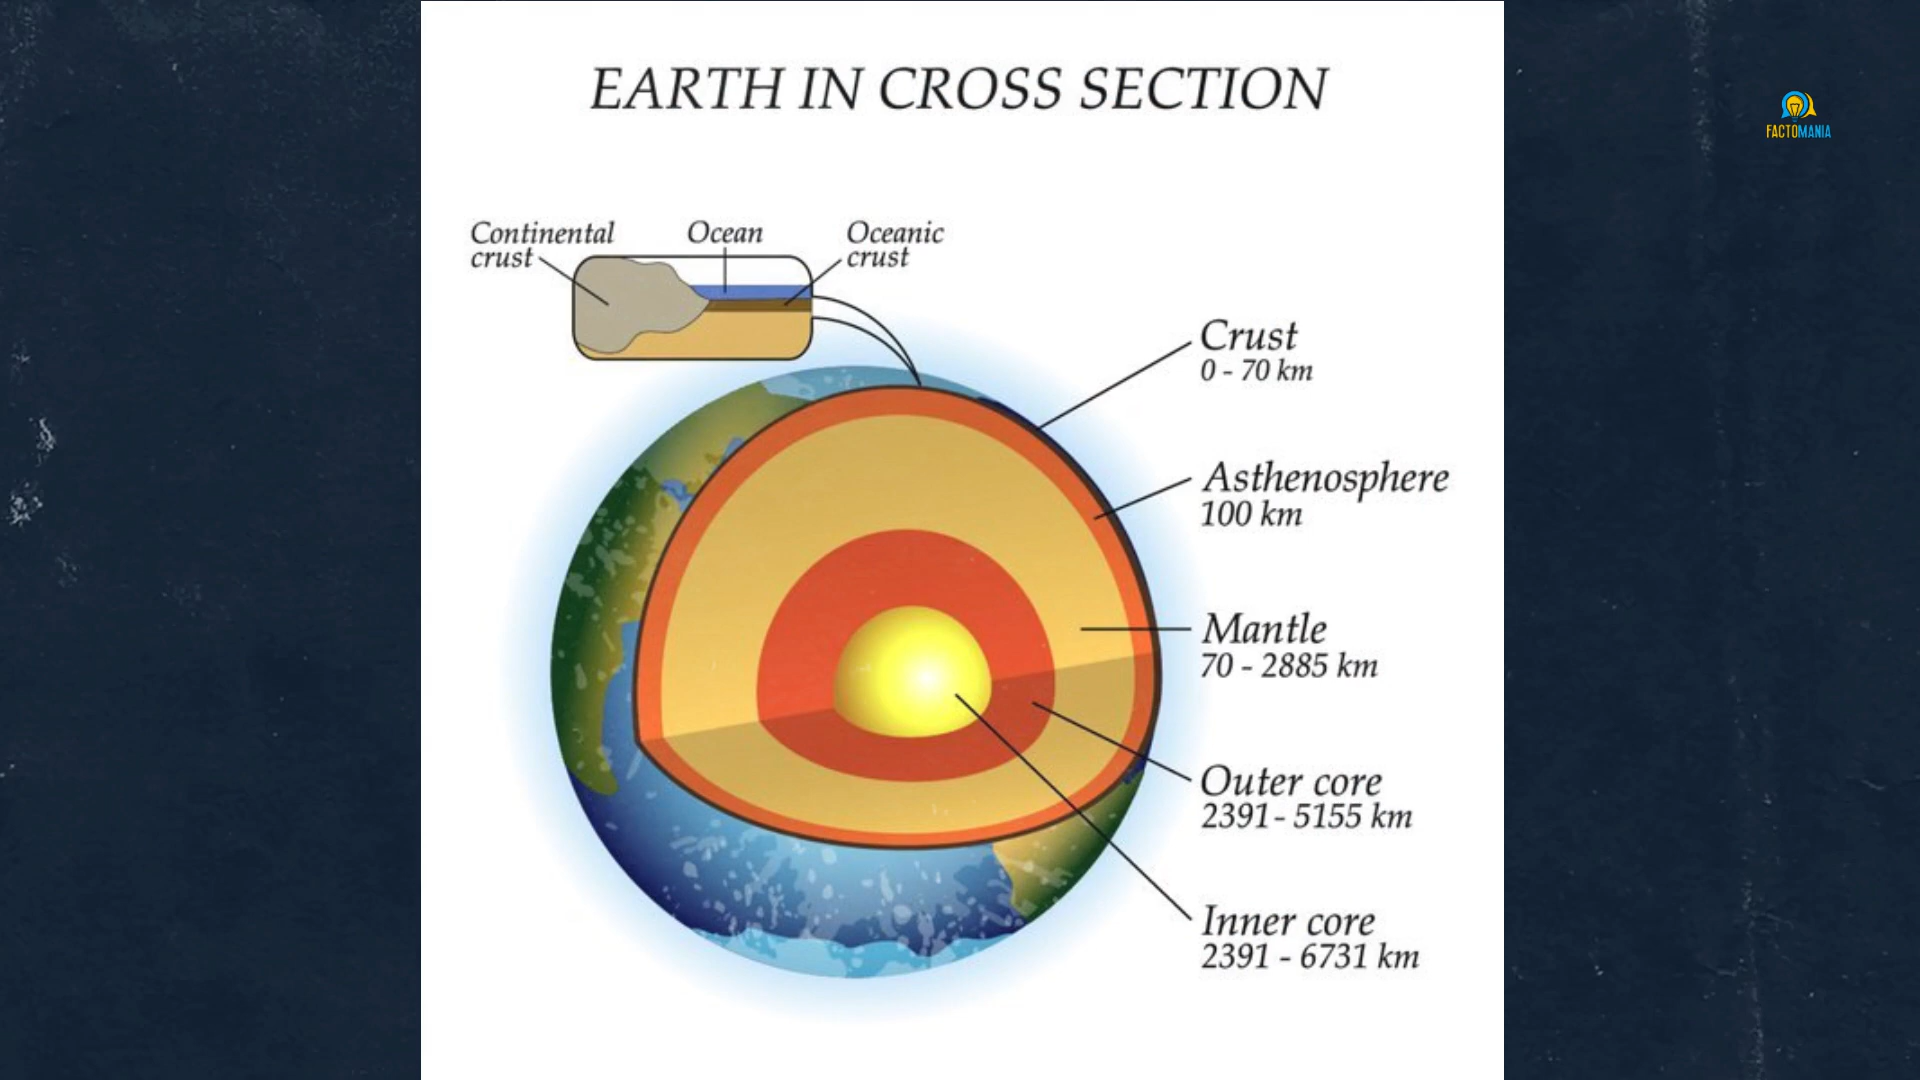 EARTH IN CROSS SECTION
FACTOMANIA
Continental
crust
Ocean
Oceanic
crust
Crust
0 - 70 km
Asthenosphere
100 km
Mantle
70 - 2885 km
Outer core
2391- 5155 km
Inner core
2391 - 6731 km